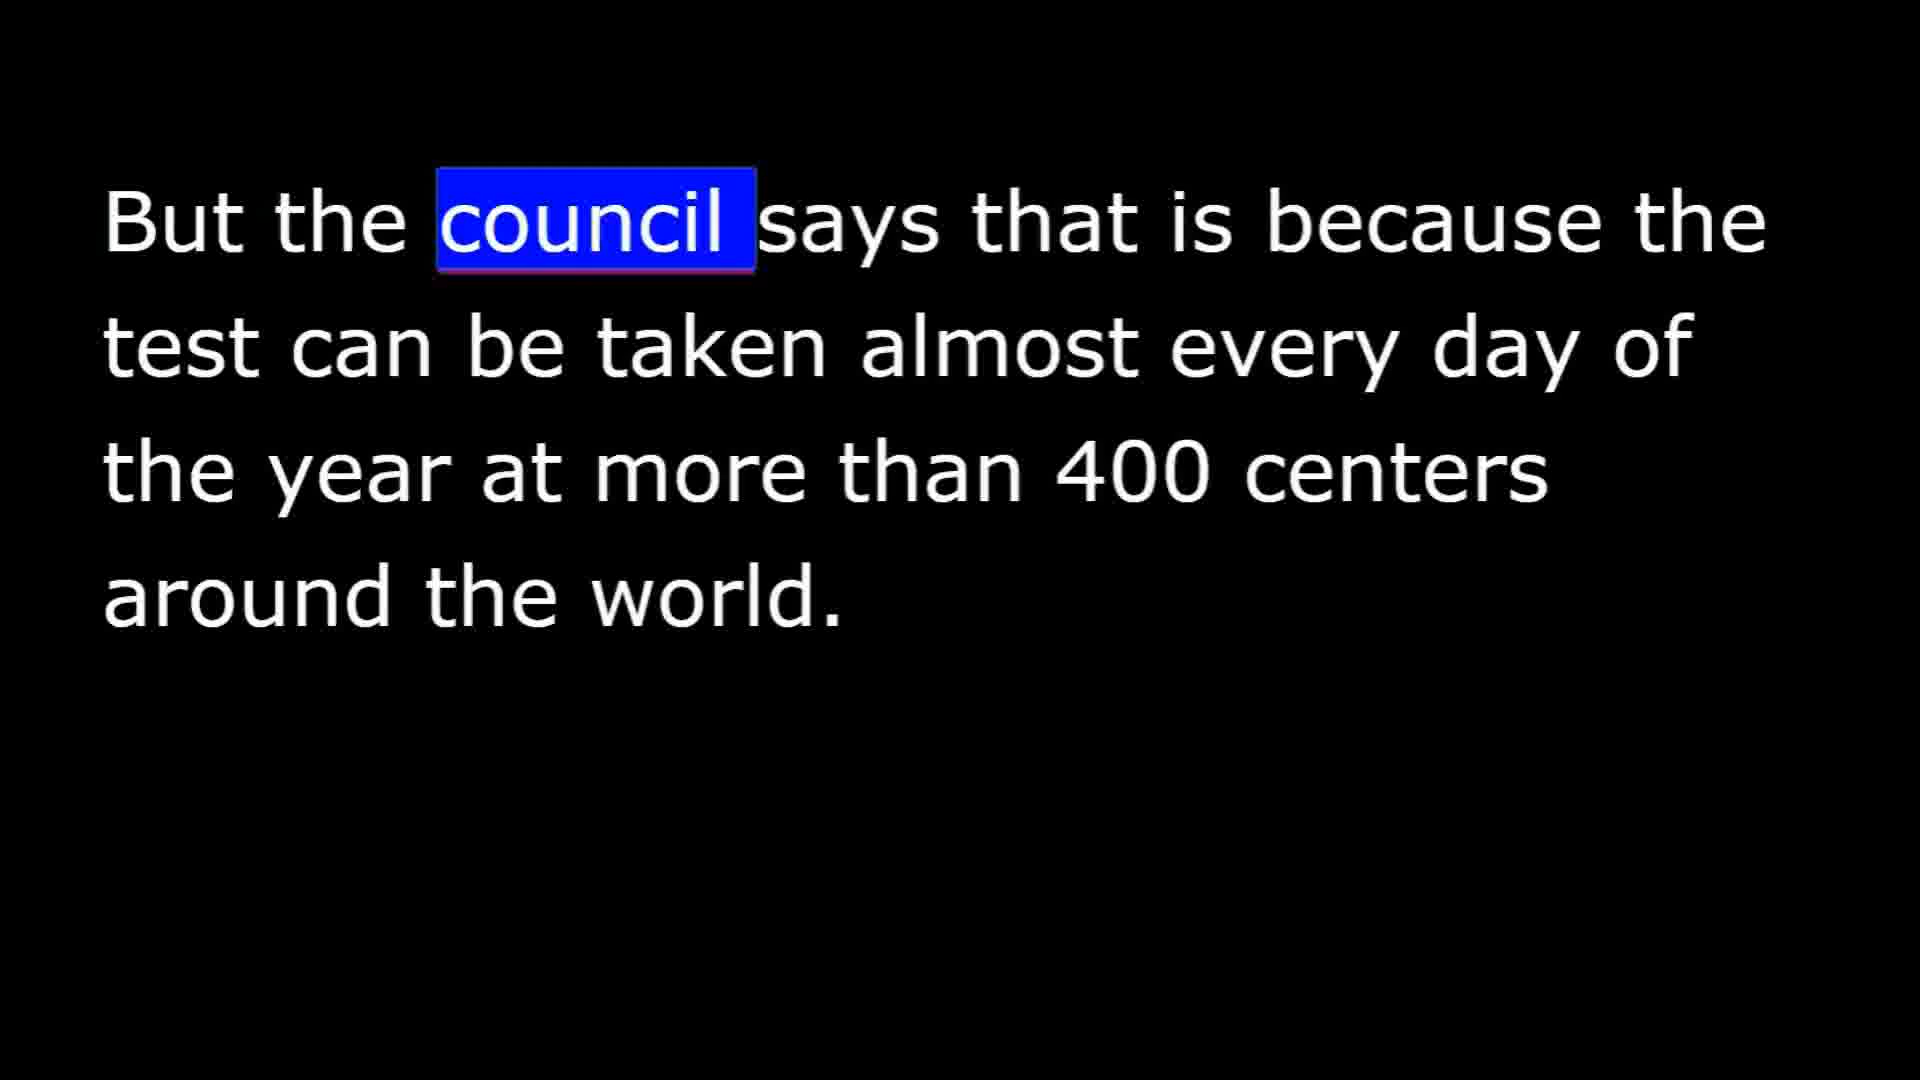 But the council says that is because the
test can be taken almost every day of
the year at more than 400 centers
around the world.